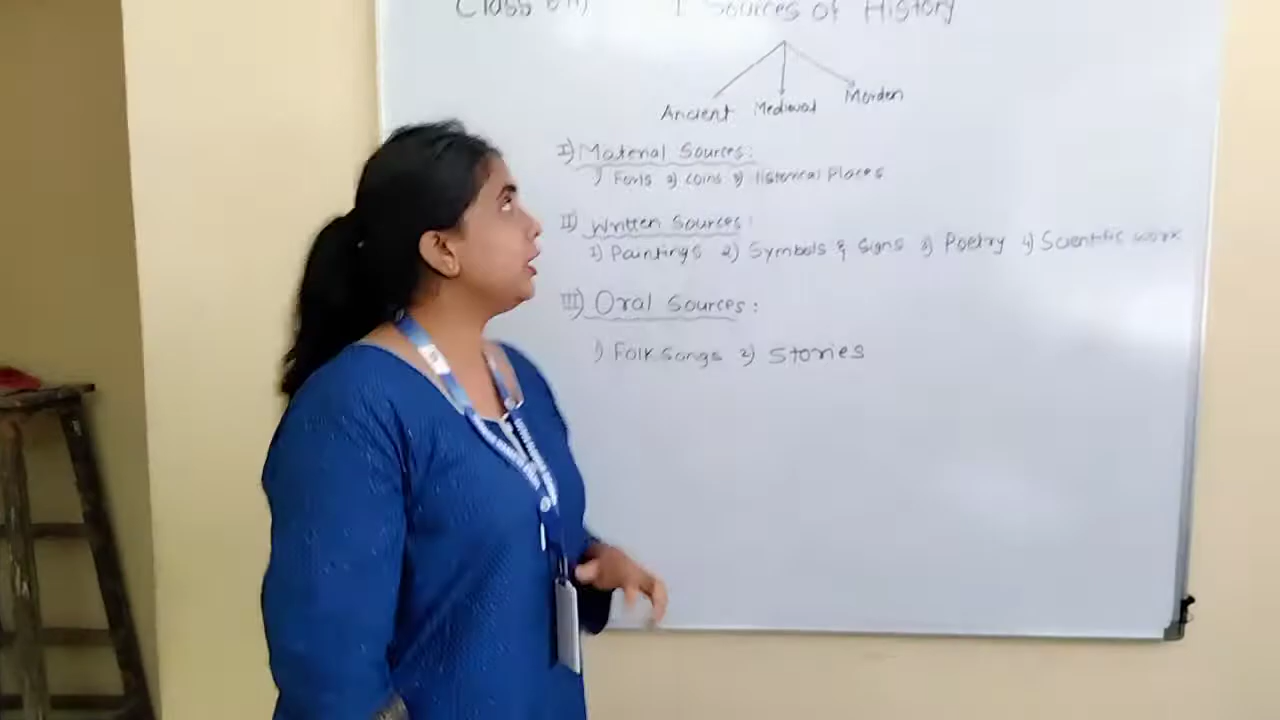 Class 6th 1 Sources of History
Ancient Medieval Morden
I) Material Sources:
1) Forts 2) coins 3) Historical Places
II) Written Sources:
1) Paintings 2) Symbols & Signs 3) Poetry 4) Scientific work
III) Oral Sources:
1) Folk Songs 2) Stories